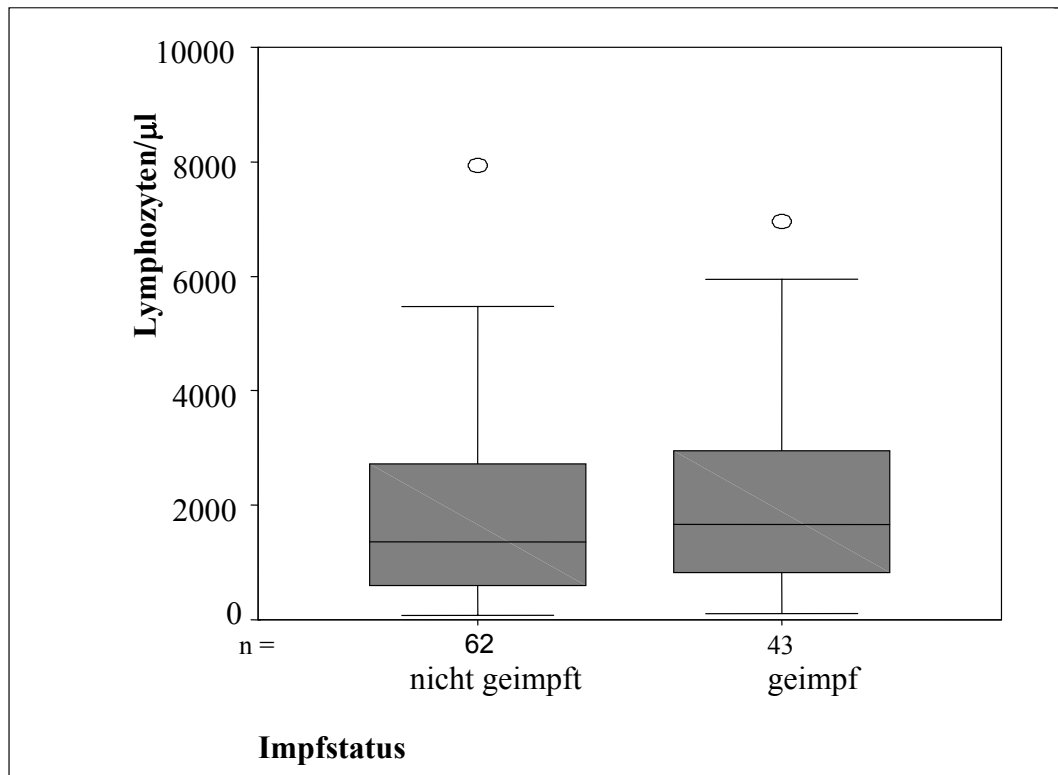 10000
Lymphozyten/µl
8000
6000
4000
2000
0
n = 62 43
nicht geimpft geimpf
Impfstatus